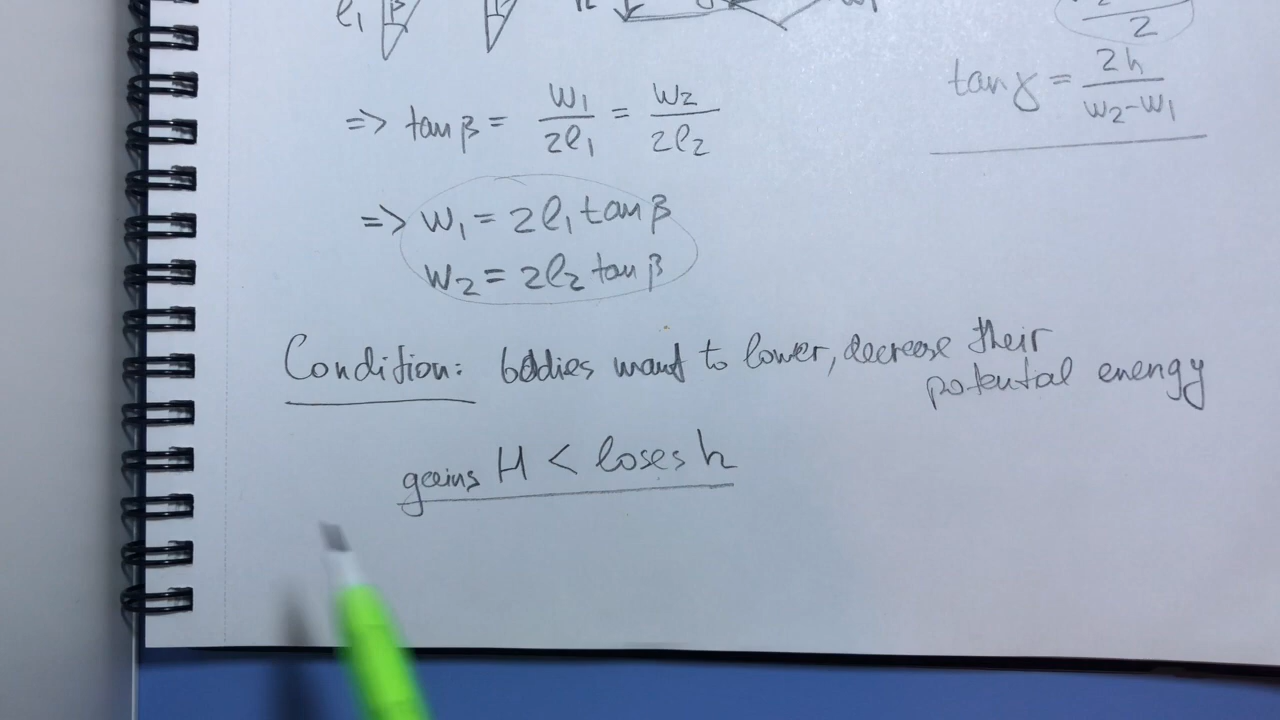 ℓ₁ β
2
tan γ = 2h / (w₂-w₁)
=> tan β = w₁ / 2ℓ₁ = w₂ / 2ℓ₂
=> w₁ = 2ℓ₁ tan β
w₂ = 2ℓ₂ tan β
Condition: bodies want to lower, decrease their
potential energy
gains H < loses h